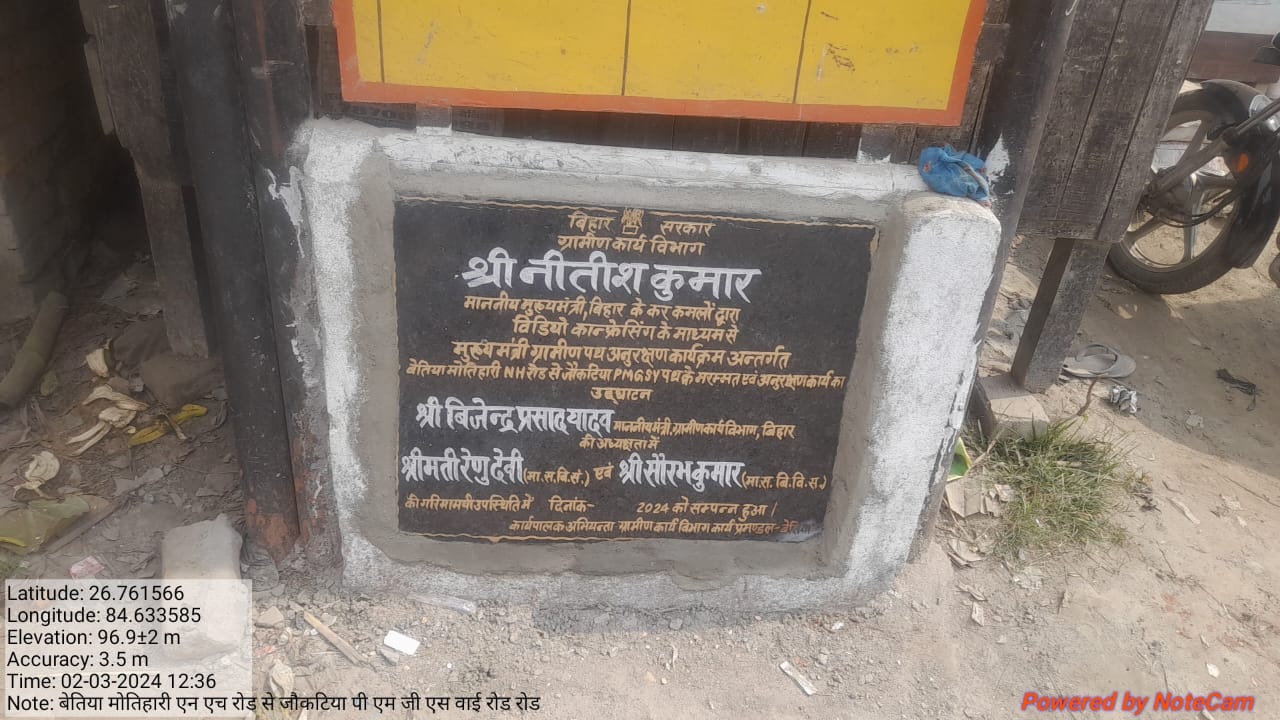 बिहार सरकार
ग्रामीण कार्य विभाग
श्री नीतीश कुमार
माननीय मुख्यमंत्री, बिहार के कर कमलों द्वारा
विडियो कान्फ्रेसिंग के माध्यम से
मुख्यमंत्री ग्रामीण पथ अनुरक्षण कार्यक्रम अन्तर्गत
बेतिया मोतिहारी NH रोड से जौकटिया PMGSY पथ के मरम्मत एवं अनुरक्षण कार्य का
उद्घाटन
श्री बिजेन्द्र प्रसाद यादव माननीय मंत्री, ग्रामीण कार्य विभाग, बिहार
की अध्यक्षता में
श्रीमती रेणु देवी (मा.स.बि.सं.) एवं श्री सौरभ कुमार (मा.स. बि.वि.स.)
की गरिमामयी उपस्थिति में दिनांक- 2024 को सम्पन्न हुआ।
कार्यपालक अभियन्ता ग्रामीण कार्य विभाग कार्य प्रमण्डल-
Latitude: 26.761566
Longitude: 84.633585
Elevation: 96.9±2 m
Accuracy: 3.5 m
Time: 02-03-2024 12:36
Note: बेतिया मोतिहारी एन एच रोड से जौकटिया पी एम जी एस वाई रोड रोड
Powered by NoteCam